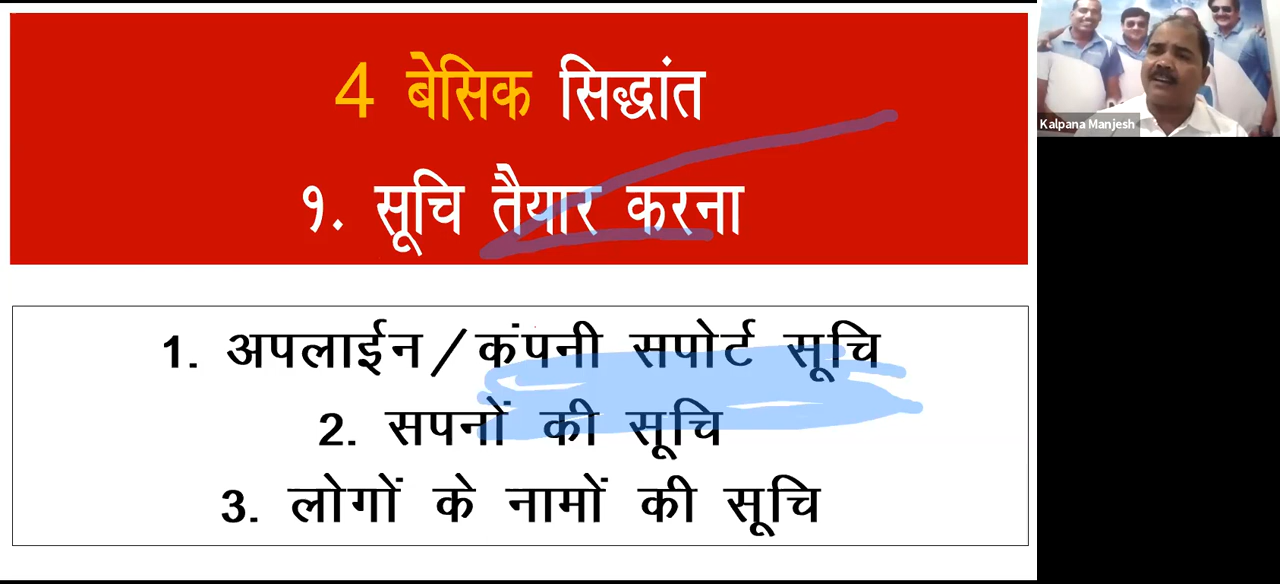 4 बेसिक सिद्धांत
१. सूचि तैयार करना
1. अपलाईन / कंपनी सपोर्ट सूचि
2. सपनों की सूचि
3. लोगों के नामों की सूचि
Kalpana Manjesh